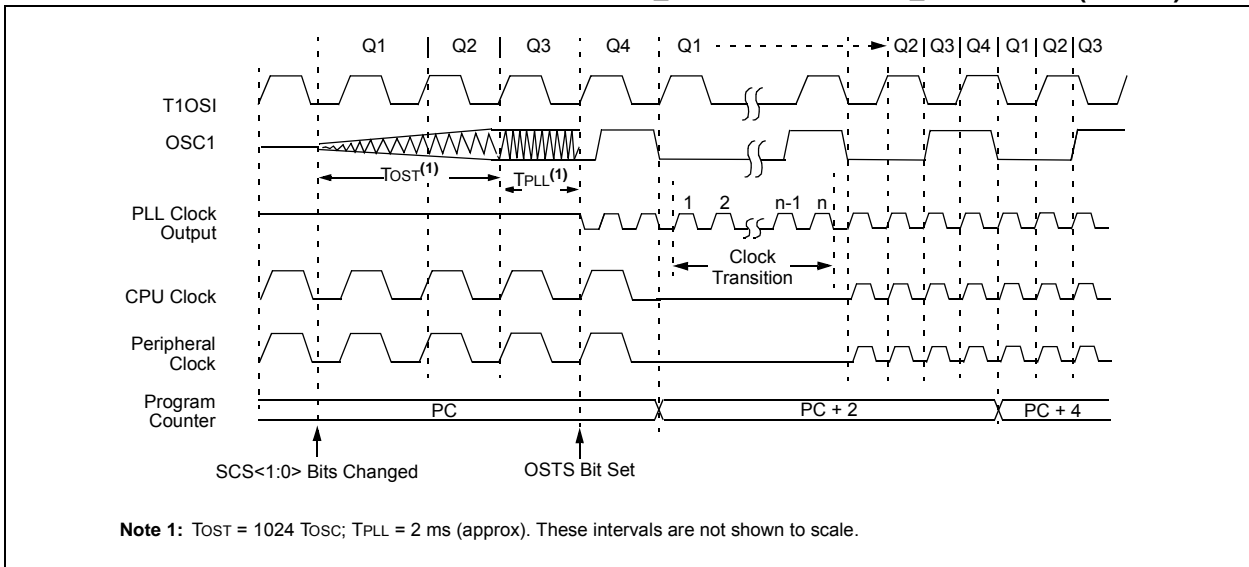 Q1 Q2 Q3 Q4 Q1 Q2 Q3 Q4 Q1 Q2 Q3
T1OSI
OSC1
TOST(1) TPLL(1)
PLL Clock
Output
1 2 n-1 n
Clock
Transition
CPU Clock
Peripheral
Clock
Program
Counter
PC PC + 2 PC + 4
SCS<1:0> Bits Changed OSTS Bit Set
Note 1: TOST = 1024 TOSC; TPLL = 2 ms (approx). These intervals are not shown to scale.